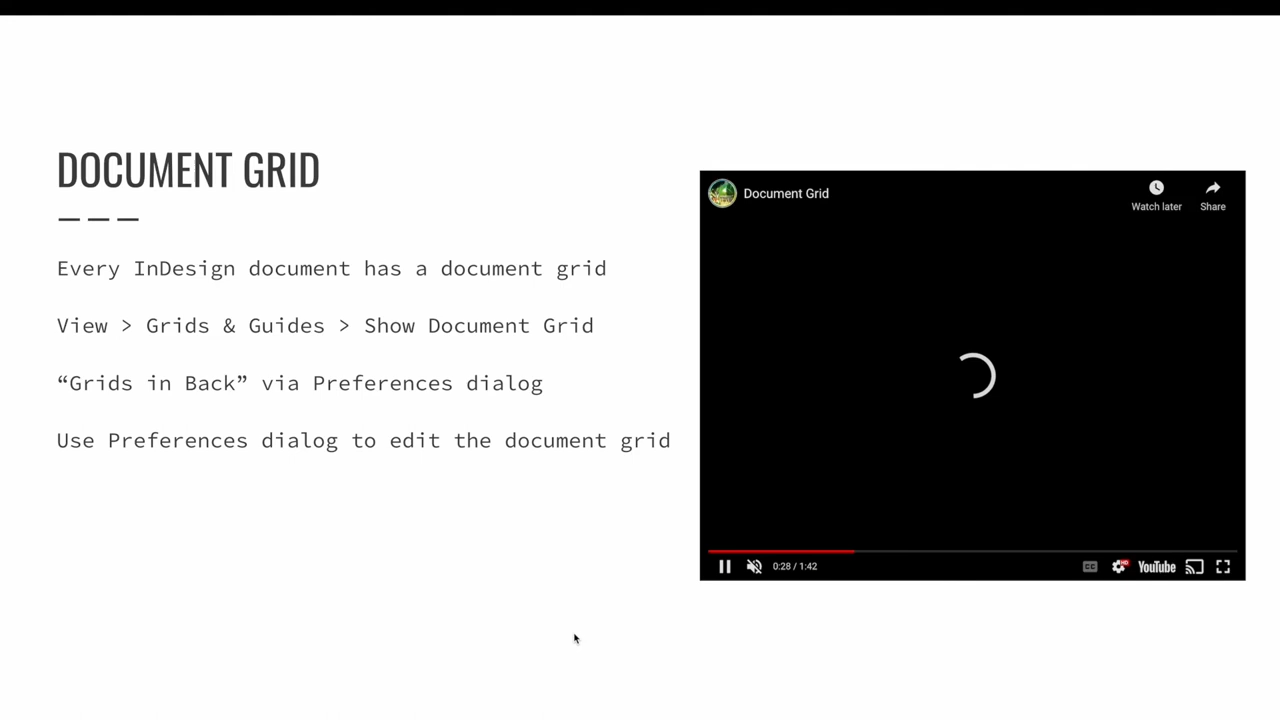 DOCUMENT GRID
Every InDesign document has a document grid
View > Grids & Guides > Show Document Grid
“Grids in Back” via Preferences dialog
Use Preferences dialog to edit the document grid
Document Grid
Watch later
Share
0:28 / 1:42
CC
HD
YouTube